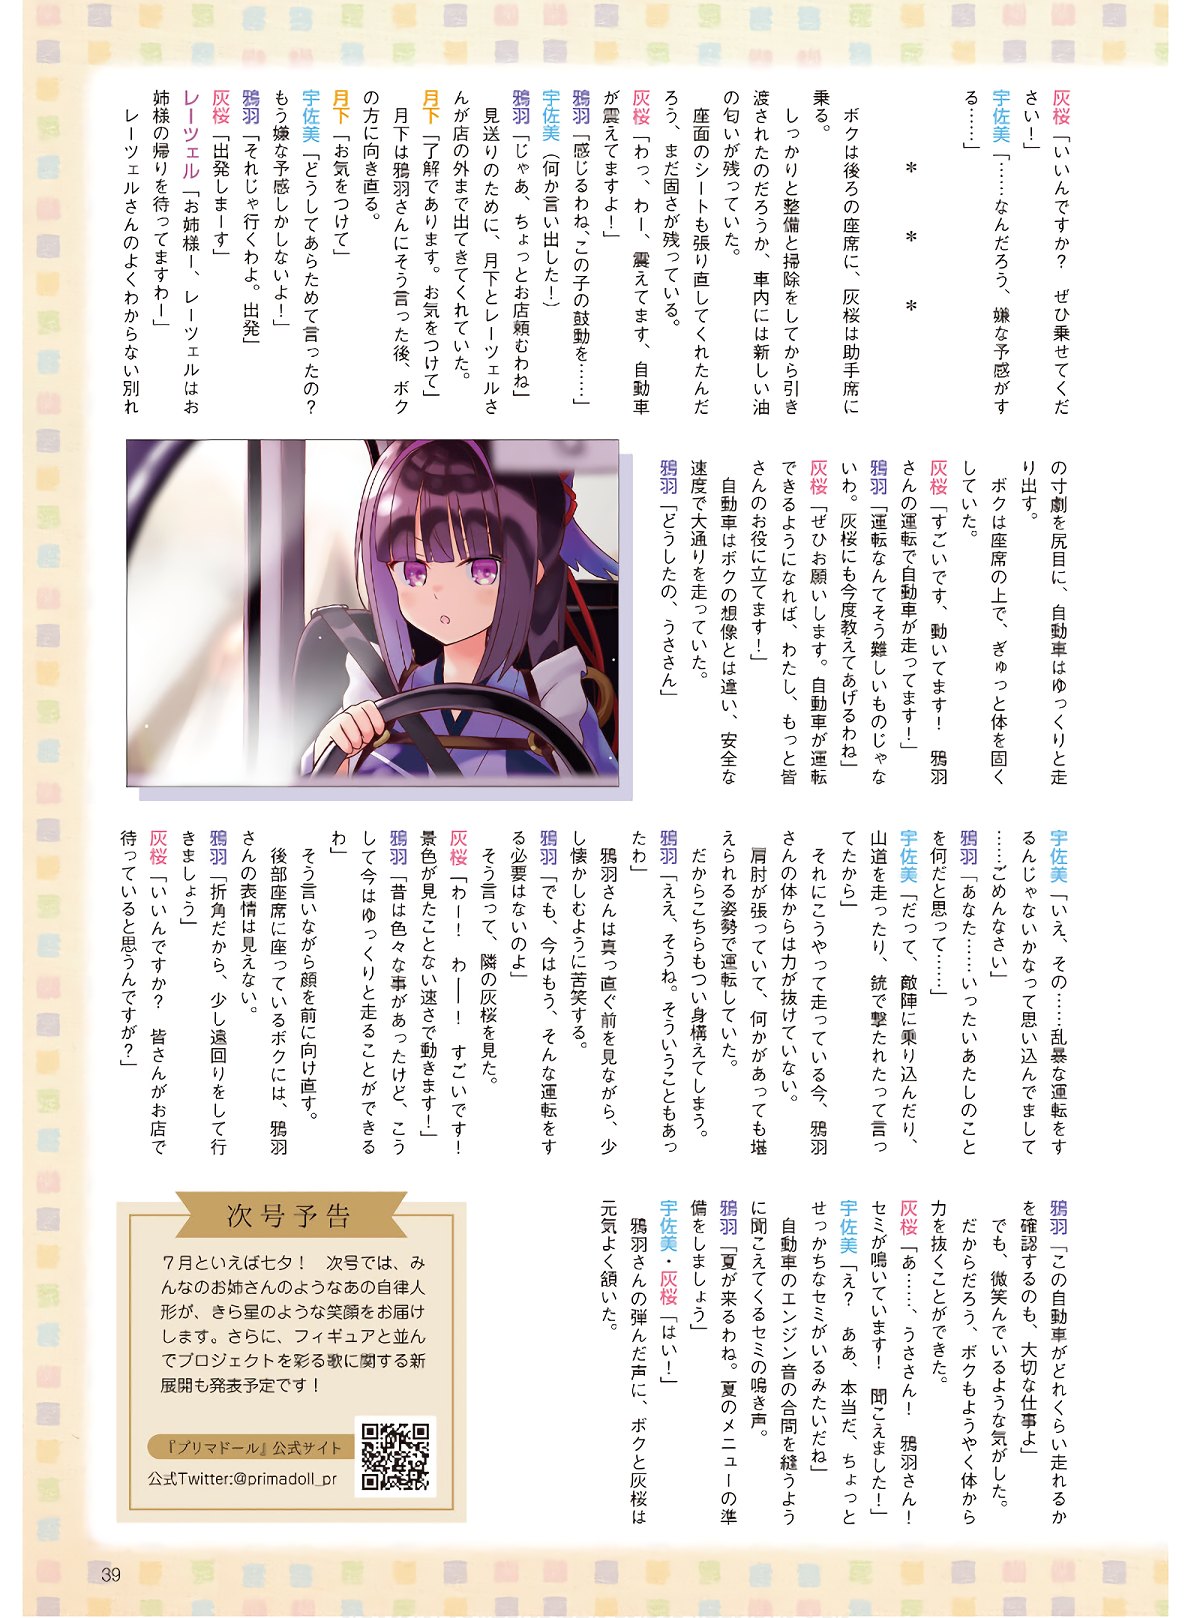 灰桜「いいんですか？　ぜひ乗せてくだ
さい！」
宇佐美「……なんだろう、嫌な予感がす
る……」
＊　＊　＊
ボクは後ろの座席に、灰桜は助手席に
乗る。
しっかりと整備と掃除をしてから引き
渡されたのだろうか、車内には新しい油
の匂いが残っていた。
座面のシートも張り直してくれたんだ
ろう、まだ固さが残っている。
灰桜「わっ、わー、震えてます、自動車
が震えてますよ！」
鴉羽「感じるわね、この子の鼓動を……」
宇佐美（何か言い出した！）
鴉羽「じゃあ、ちょっとお店頼むわね」
見送りのために、月下とレーツェルさ
んが店の外まで出てきてくれていた。
月下「了解であります。お気をつけて」
月下は鴉羽さんにそう言った後、ボク
の方に向き直る。
月下「お気をつけて」
宇佐美「どうしてあらためて言ったの？
もう嫌な予感しかしないよ！」
鴉羽「それじゃ行くわよ。出発」
灰桜「出発しまーす」
レーツェル「お姉様ー、レーツェルはお
姉様の帰りを待ってますわー」
レーツェルさんのよくわからない別れ
の寸劇を尻目に、自動車はゆっくりと走
り出す。
ボクは座席の上で、ぎゅっと体を固く
していた。
灰桜「すごいです、動いてます！　鴉羽
さんの運転で自動車が走ってます！」
鴉羽「運転なんてそう難しいものじゃな
いわ。灰桜にも今度教えてあげるわね」
灰桜「ぜひお願いします。自動車が運転
できるようになれば、わたし、もっと皆
さんのお役に立てます！」
自動車はボクの想像とは違い、安全な
速度で大通りを走っていた。
鴉羽「どうしたの、うささん」
宇佐美「いえ、その……乱暴な運転をす
るんじゃないかなって思い込んでまして
……ごめんなさい」
鴉羽「あなた……いったいあたしのこと
を何だと思って……」
宇佐美「だって、敵陣に乗り込んだり、
山道を走ったり、銃で撃たれたって言っ
てたから」
それにこうやって走っている今、鴉羽
さんの体からは力が抜けていない。
肩肘が張っていて、何かがあっても堪
えられる姿勢で運転していた。
だからこちらもつい身構えてしまう。
鴉羽「ええ、そうね。そういうこともあっ
たわ」
鴉羽さんは真っ直ぐ前を見ながら、少
し懐かしむように苦笑する。
鴉羽「でも、今はもう、そんな運転をす
る必要はないのよ」
そう言って、隣の灰桜を見た。
灰桜「わー！　わ――！　すごいです！
景色が見たことない速さで動きます！」
鴉羽「昔は色々な事があったけど、こう
して今はゆっくりと走ることができる
わ」
そう言いながら顔を前に向け直す。
後部座席に座っているボクには、鴉羽
さんの表情は見えない。
鴉羽「折角だから、少し遠回りをして行
きましょう」
灰桜「いいんですか？　皆さんがお店で
待っていると思うんですが？」
鴉羽「この自動車がどれくらい走れるか
を確認するのも、大切な仕事よ」
でも、微笑んでいるような気がした。
だからだろう、ボクもようやく体から
力を抜くことができた。
灰桜「あ……、うささん！　鴉羽さん！
セミが鳴いています！　聞こえました！」
宇佐美「え？　ああ、本当だ、ちょっと
せっかちなセミがいるみたいだね」
自動車のエンジン音の合間を縫うよう
に聞こえてくるセミの鳴き声。
鴉羽「夏が来るわね。夏のメニューの準
備をしましょう」
宇佐美・灰桜「はい！」
鴉羽さんの弾んだ声に、ボクと灰桜は
元気よく頷いた。
次号予告
7月といえば七夕！　次号では、み
んなのお姉さんのようなあの自律人
形が、きら星のような笑顔をお届け
します。さらに、フィギュアと並ん
でプロジェクトを彩る歌に関する新
展開も発表予定です！
『プリマドール』公式サイト
公式Twitter:@primadoll_pr
39